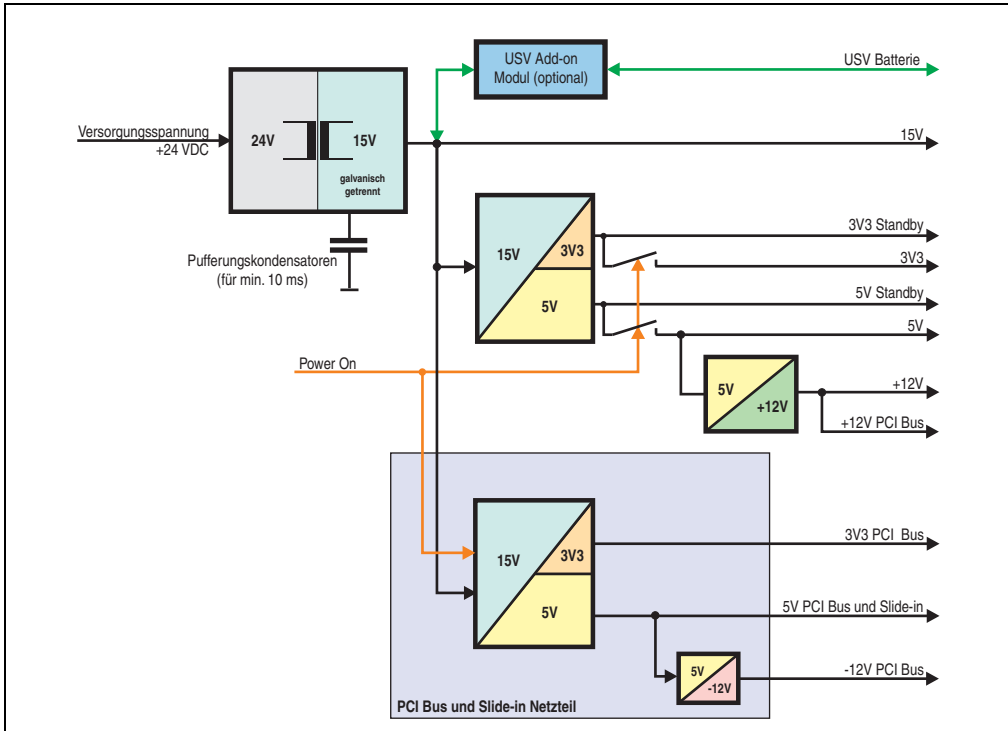 USV Add-on
Modul (optional)
USV Batterie
Versorgungsspannung
+24 VDC
24V
15V
galvanisch
getrennt
15V
Pufferungskondensatoren
(für min. 10 ms)
15V
3V3
5V
3V3 Standby
3V3
5V Standby
5V
Power On
5V
+12V
+12V
+12V PCI Bus
15V
3V3
5V
3V3 PCI Bus
5V PCI Bus und Slide-in
5V
-12V
-12V PCI Bus
PCI Bus und Slide-in Netzteil